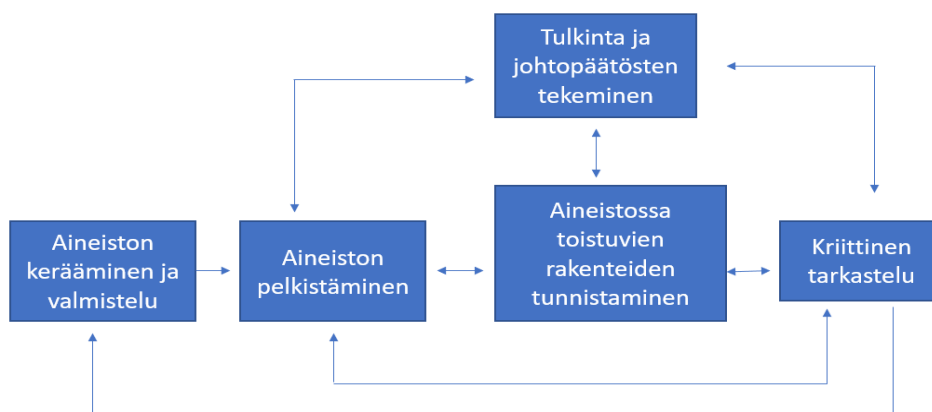 Tulkinta ja
johtopäätösten
tekeminen
Aineiston
kerääminen ja
valmistelu
Aineiston
pelkistäminen
Aineistossa
toistuvien
rakenteiden
tunnistaminen
Kriittinen
tarkastelu